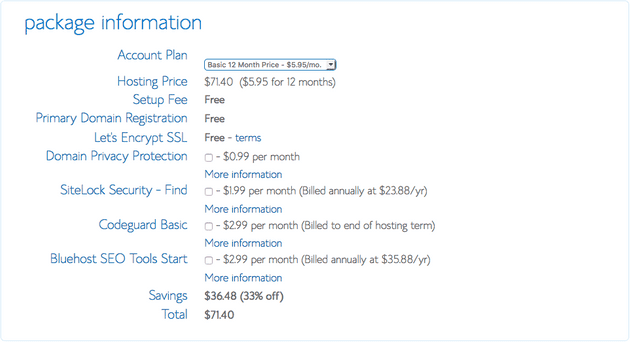 package information
Account Plan Basic 12 Month Price - $5.95/mo.
Hosting Price $71.40 ($5.95 for 12 months)
Setup Fee Free
Primary Domain Registration Free
Let's Encrypt SSL Free - terms
Domain Privacy Protection - $0.99 per month
More information
SiteLock Security - Find - $1.99 per month (Billed annually at $23.88/yr)
More information
Codeguard Basic - $2.99 per month (Billed to end of hosting term)
More information
Bluehost SEO Tools Start - $2.99 per month (Billed annually at $35.88/yr)
More information
Savings $36.48 (33% off)
Total $71.40